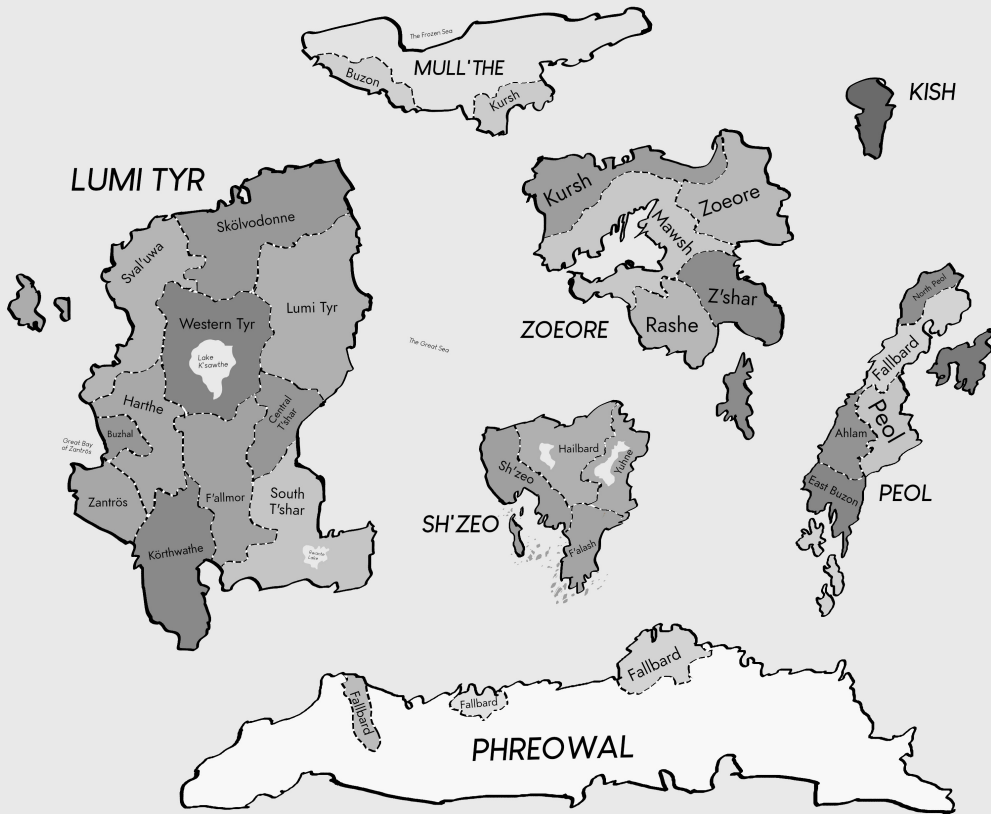 The Frozen Sea
MULL'THE
Buzon
Kursh
KISH
LUMI TYR
Skölvodonne
Sval'uwa
Lumi Tyr
Western Tyr
Lake
K'sawthe
Harthe
Central
T'shar
Buzhal
Great Bay
of Zantrös
Zantrös
F'allmor
South
T'shar
Körthwathe
The Great Sea
Kursh
Zoeore
Mawsh
Z'shar
Rashe
ZOEORE
North Peol
Fallbard
Peol
Ahlam
East Buzon
PEOL
Hailbard
Yuhne
Sh'zeo
F'alash
SH'ZEO
Fallbard
Fallbard
Fallbard
PHREOWAL